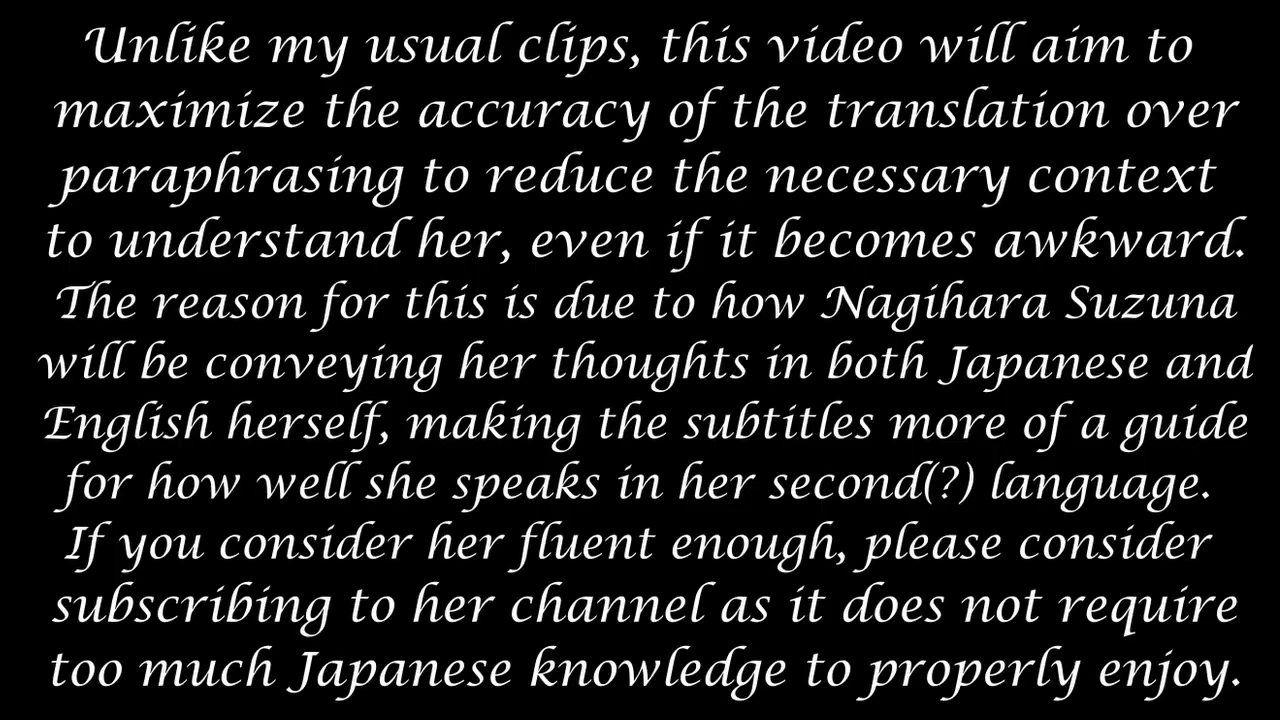 Unlike my usual clips, this video will aim to
maximize the accuracy of the translation over
paraphrasing to reduce the necessary context
to understand her, even if it becomes awkward.
The reason for this is due to how Nagihara Suzuna
will be conveying her thoughts in both Japanese and
English herself, making the subtitles more of a guide
for how well she speaks in her second(?) language.
If you consider her fluent enough, please consider
subscribing to her channel as it does not require
too much Japanese knowledge to properly enjoy.